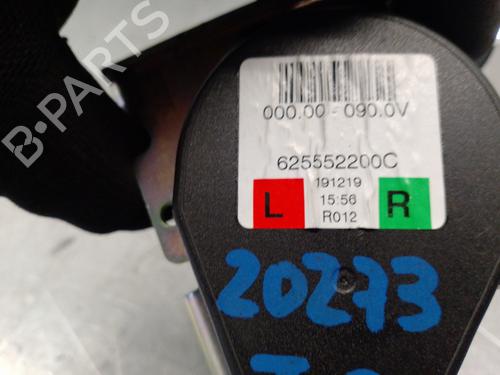 B-PARTS
000.00 - 090.0V
625552200C
L
191219
15:56
R012
R
20273